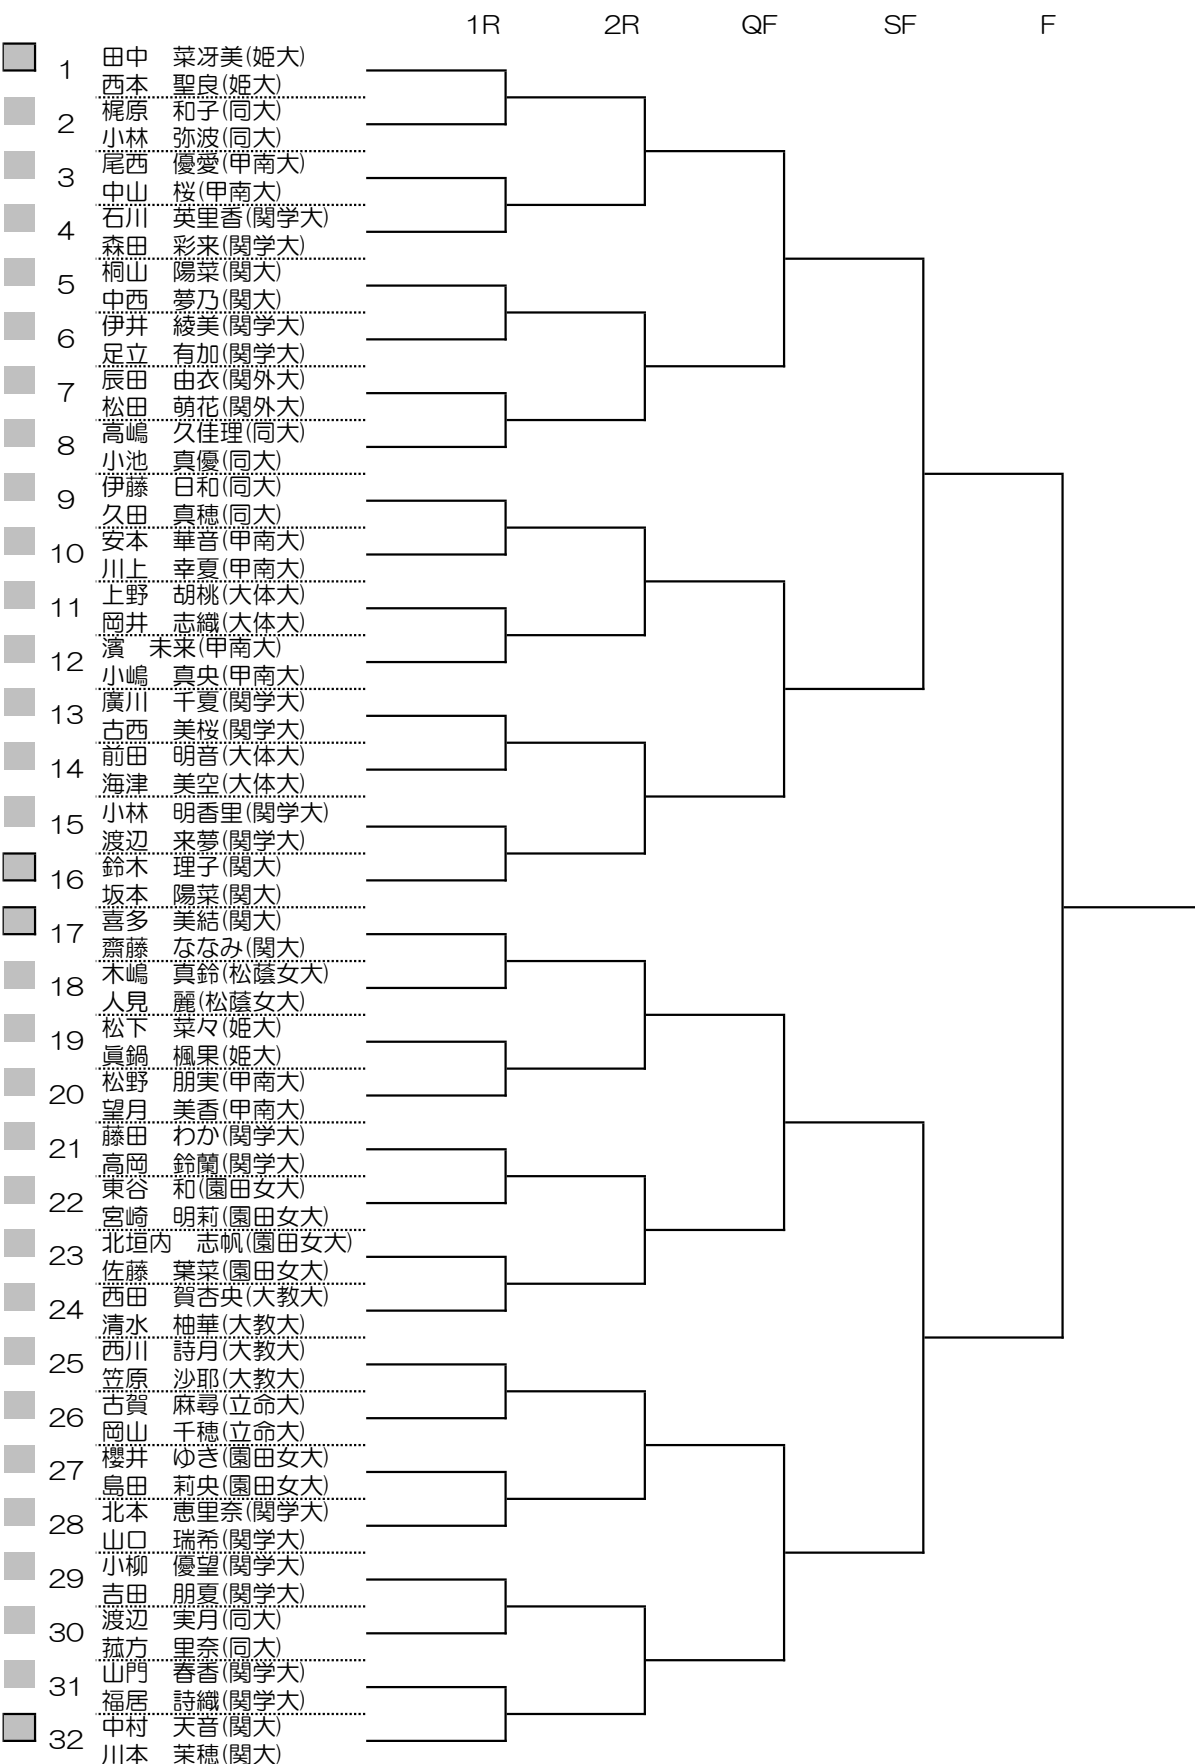 1R 2R QF SF F
田中　菜冴美(姫大)
1
西本　聖良(姫大)
梶原　和子(同大)
2
小林　弥波(同大)
尾西　優愛(甲南大)
3
中山　桜(甲南大)
石川　英里香(関学大)
4
森田　彩来(関学大)
桐山　陽菜(関大)
5
中西　夢乃(関大)
伊井　綾美(関学大)
6
足立　有加(関学大)
辰田　由衣(関外大)
7
松田　萌花(関外大)
高嶋　久佳理(同大)
8
小池　真優(同大)
伊藤　日和(同大)
9
久田　真穂(同大)
安本　華音(甲南大)
10
川上　幸夏(甲南大)
上野　胡桃(大体大)
11
岡井　志織(大体大)
濱　未来(甲南大)
12
小嶋　真央(甲南大)
廣川　千夏(関学大)
13
古西　美桜(関学大)
前田　明音(大体大)
14
海津　美空(大体大)
小林　明香里(関学大)
15
渡辺　来夢(関学大)
鈴木　理子(関大)
16
坂本　陽菜(関大)
喜多　美結(関大)
17
齋藤　ななみ(関大)
木嶋　真鈴(松蔭女大)
18
人見　麗(松蔭女大)
松下　菜々(姫大)
19
眞鍋　楓果(姫大)
松野　朋実(甲南大)
20
望月　美香(甲南大)
藤田　わか(関学大)
21
高岡　鈴蘭(関学大)
東谷　和(園田女大)
22
宮崎　明莉(園田女大)
北垣内　志帆(園田女大)
23
佐藤　葉菜(園田女大)
西田　賀杏央(大教大)
24
清水　柚華(大教大)
西川　詩月(大教大)
25
笠原　沙耶(大教大)
古賀　麻尋(立命大)
26
岡山　千穂(立命大)
櫻井　ゆき(園田女大)
27
島田　莉央(園田女大)
北本　恵里奈(関学大)
28
山口　瑞希(関学大)
小柳　優望(関学大)
29
吉田　朋夏(関学大)
渡辺　実月(同大)
30
菰方　里奈(同大)
山門　春香(関学大)
31
福居　詩織(関学大)
中村　天音(関大)
32
川本　茉穂(関大)